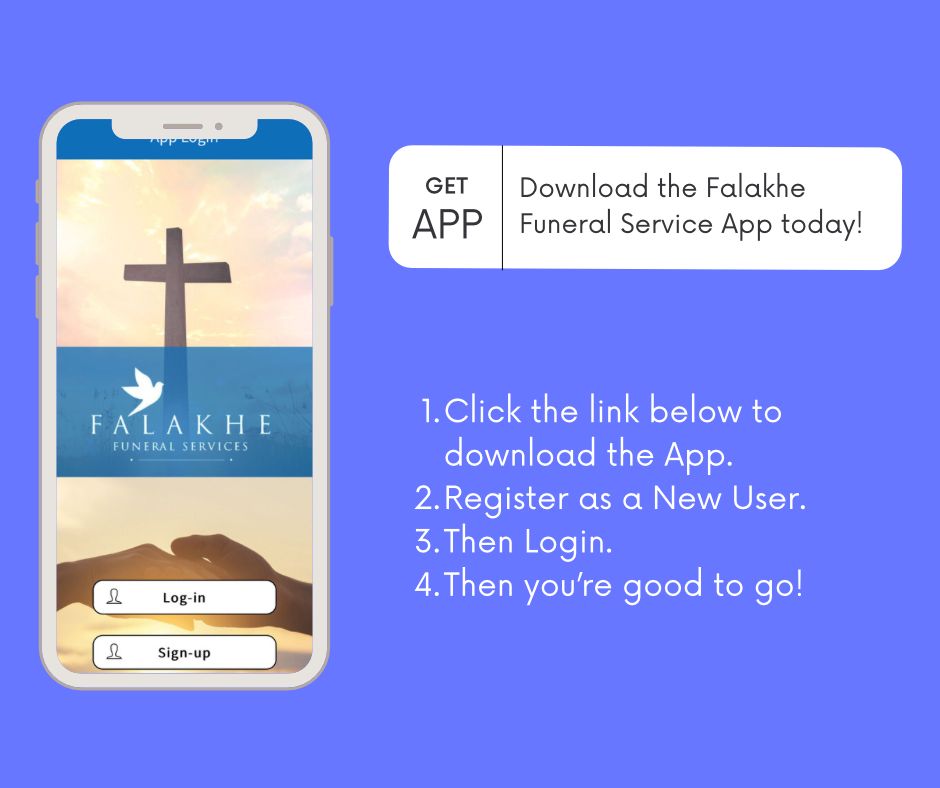 App Login
FALAKHE
FUNERAL SERVICES
Log-in
Sign-up
GET
APP
Download the Falakhe
Funeral Service App today!
1. Click the link below to
download the App.
2. Register as a New User.
3. Then Login.
4. Then you're good to go!